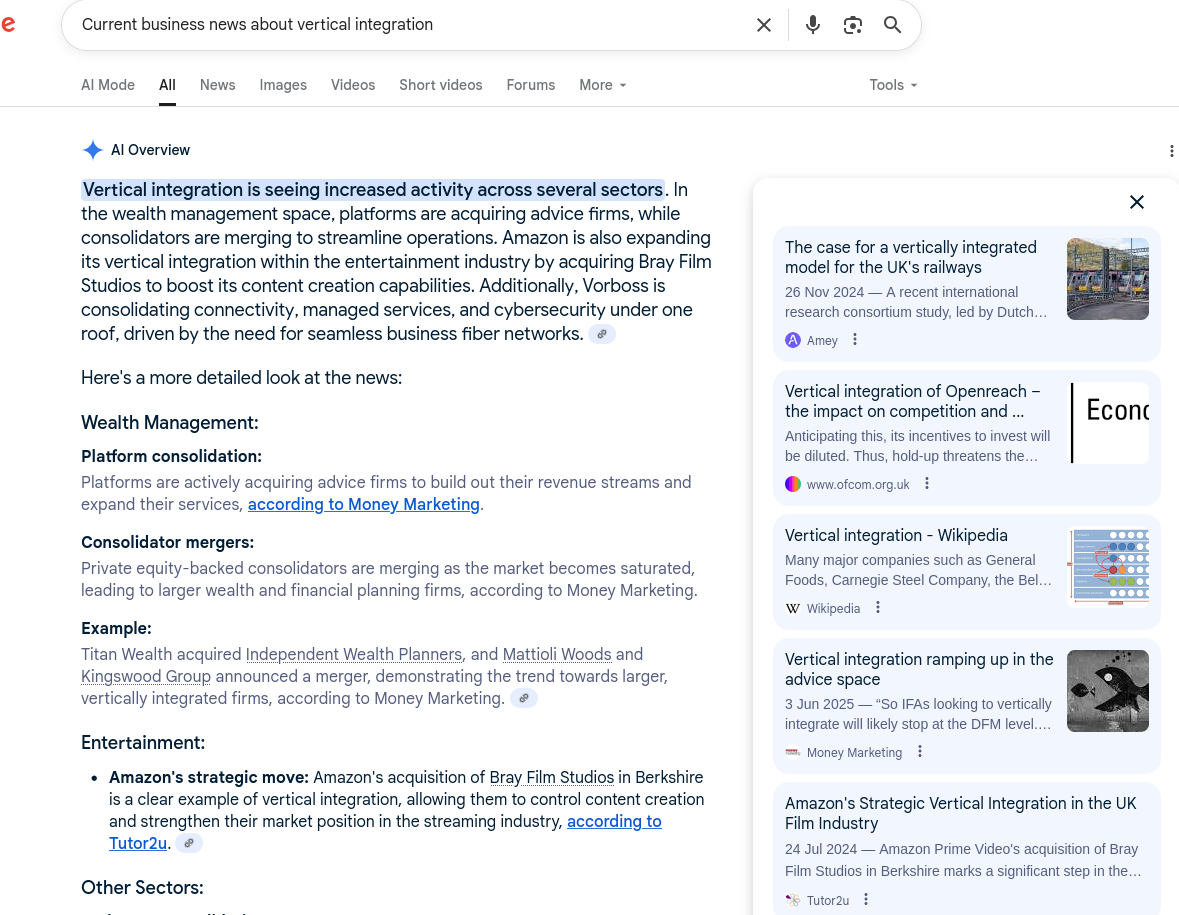 e
Current business news about vertical integration
AI Mode
All
News
Images
Videos
Short videos
Forums
More
Tools
AI Overview
Vertical integration is seeing increased activity across several sectors. In
the wealth management space, platforms are acquiring advice firms, while
consolidators are merging to streamline operations. Amazon is also expanding
its vertical integration within the entertainment industry by acquiring Bray Film
Studios to boost its content creation capabilities. Additionally, Vorboss is
consolidating connectivity, managed services, and cybersecurity under one
roof, driven by the need for seamless business fiber networks.
Here's a more detailed look at the news:
Wealth Management:
Platform consolidation:
Platforms are actively acquiring advice firms to build out their revenue streams and
expand their services, according to Money Marketing.
Consolidator mergers:
Private equity-backed consolidators are merging as the market becomes saturated,
leading to larger wealth and financial planning firms, according to Money Marketing.
Example:
Titan Wealth acquired Independent Wealth Planners, and Mattioli Woods and
Kingswood Group announced a merger, demonstrating the trend towards larger,
vertically integrated firms, according to Money Marketing.
Entertainment:
• Amazon's strategic move: Amazon's acquisition of Bray Film Studios in Berkshire
is a clear example of vertical integration, allowing them to control content creation
and strengthen their market position in the streaming industry, according to
Tutor2u.
Other Sectors:
The case for a vertically integrated
model for the UK's railways
26 Nov 2024 — A recent international
research consortium study, led by Dutch…
Amey
Vertical integration of Openreach –
the impact on competition and ...
Anticipating this, its incentives to invest will
be diluted. Thus, hold-up threatens the…
Econo
www.ofcom.org.uk
Vertical integration - Wikipedia
Many major companies such as General
Foods, Carnegie Steel Company, the Bel…
W Wikipedia
Vertical integration ramping up in the
advice space
3 Jun 2025 — “So IFAs looking to vertically
integrate will likely stop at the DFM level.…
Money Marketing
Amazon's Strategic Vertical Integration in the UK
Film Industry
24 Jul 2024 — Amazon Prime Video's acquisition of Bray
Film Studios in Berkshire marks a significant step in the…
Tutor2u